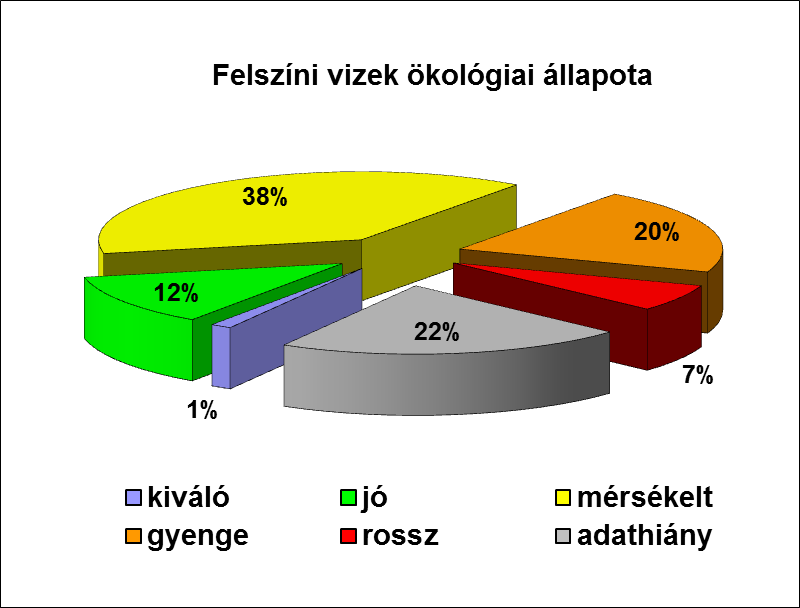 Felszíni vizek ökológiai állapota
38%
20%
12%
22%
7%
1%
kiváló jó mérsékelt
gyenge rossz adathiány